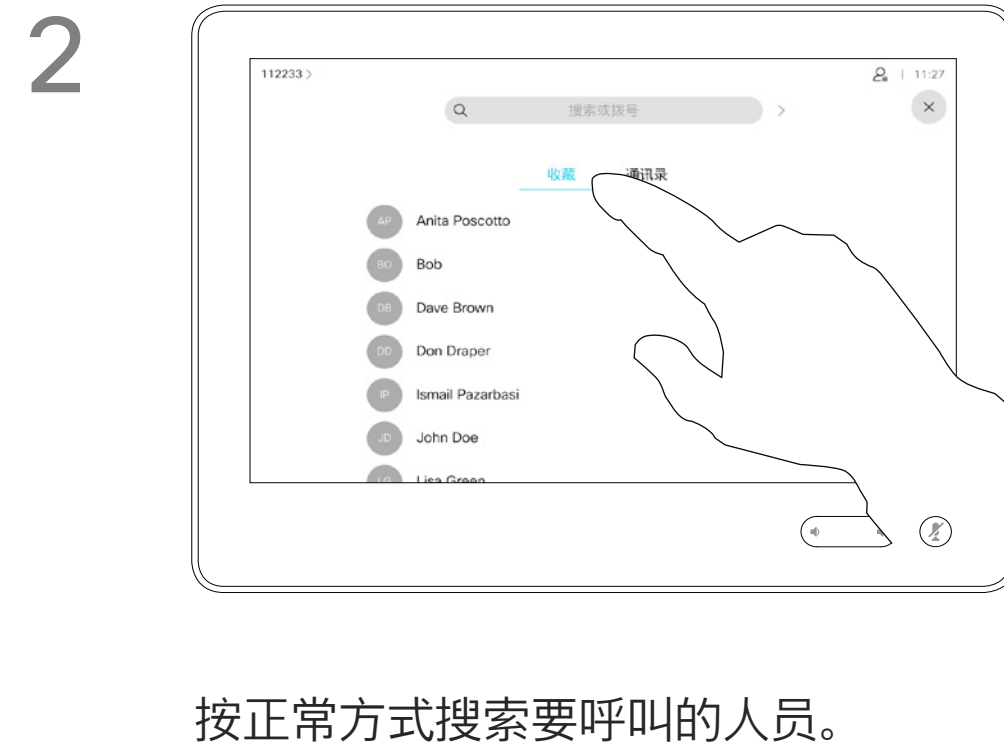 2
112233 >
11:27
搜索或拨号
收藏 通讯录
AP Anita Poscotto
BO Bob
DB Dave Brown
DD Don Draper
IP Ismail Pazarbasi
JD John Doe
LG Lisa Green
按正常方式搜索要呼叫的人员。